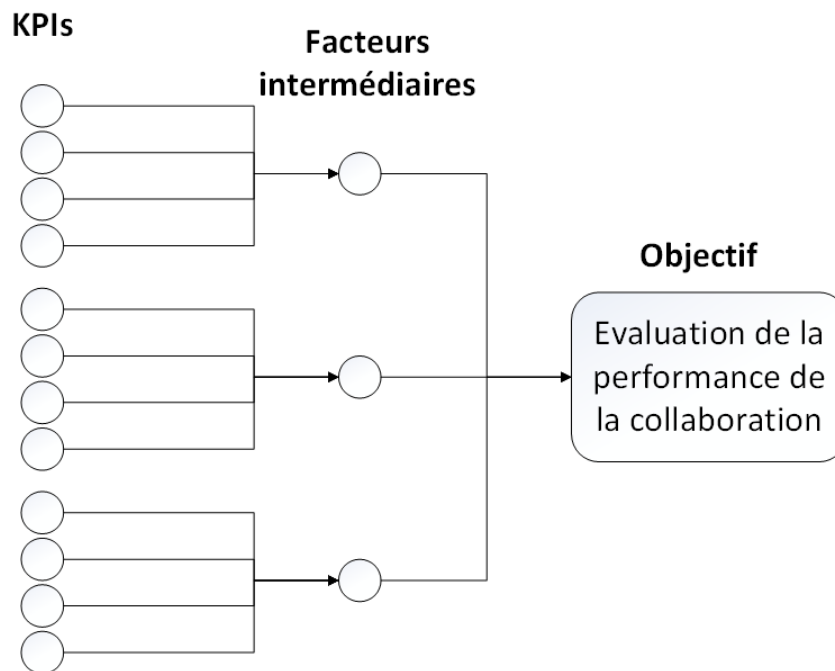 KPIs
Facteurs
intermédiaires
Objectif
Evaluation de la
performance de
la collaboration